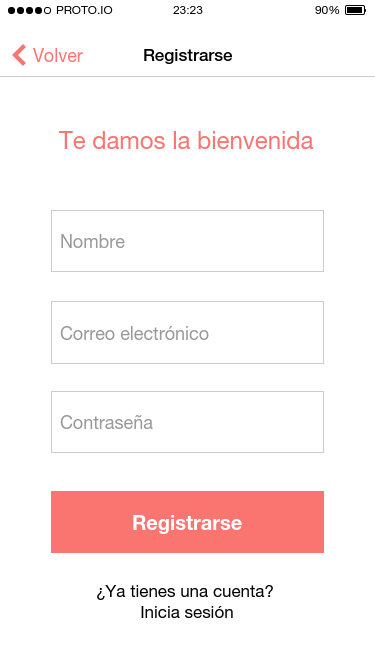 PROTO.IO 23:23 90%
Volver Registrarse
Te damos la bienvenida
Nombre
Correo electrónico
Contraseña
Registrarse
¿Ya tienes una cuenta?
Inicia sesión